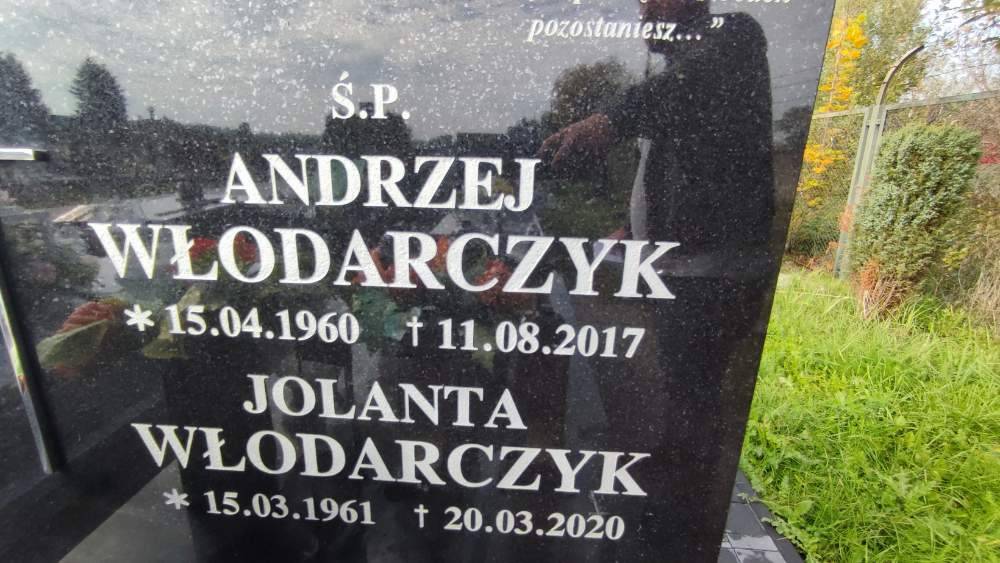 pozostaniesz..."
Ś.P.
ANDRZEJ
WŁODARCZYK
* 15.04.1960 † 11.08.2017
JOLANTA
WŁODARCZYK
* 15.03.1961 † 20.03.2020